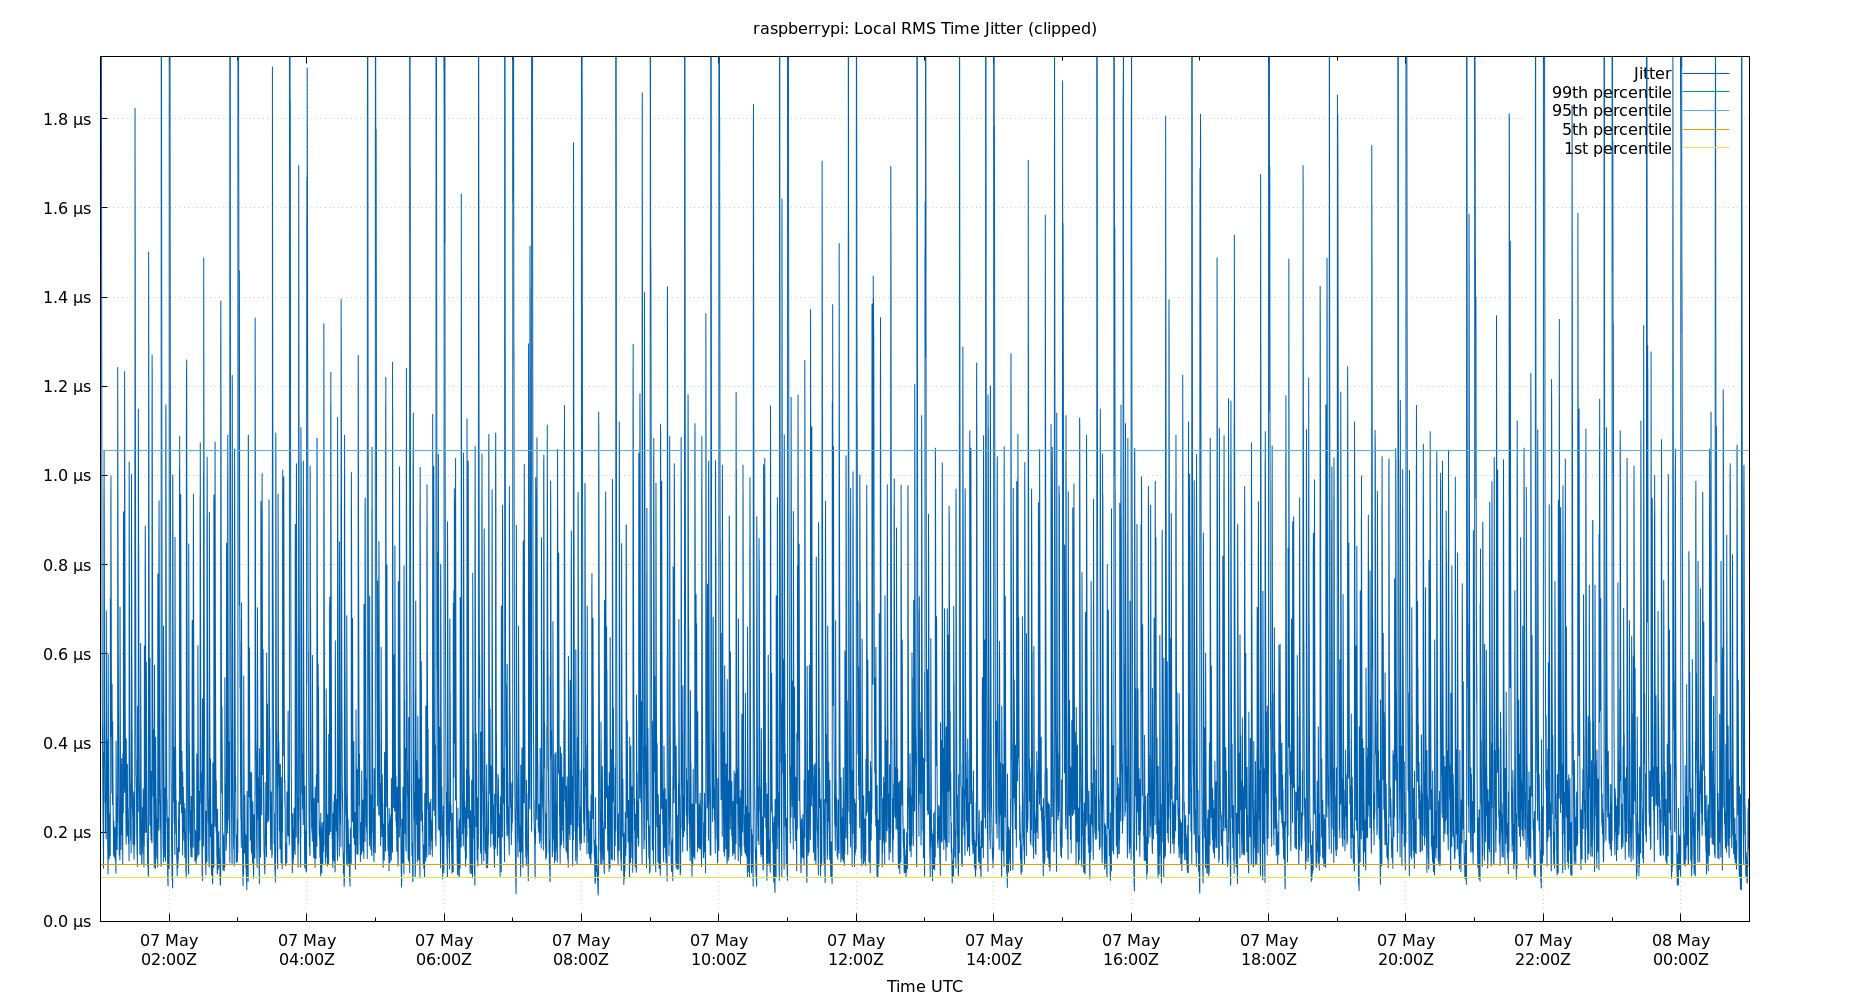 raspberrypi: Local RMS Time Jitter (clipped)
Jitter
99th percentile
95th percentile
5th percentile
1st percentile
1.8 μs
1.6 μs
1.4 μs
1.2 μs
1.0 μs
0.8 μs
0.6 μs
0.4 μs
0.2 μs
0.0 μs
07 May 07 May 07 May 07 May 07 May 07 May 07 May 07 May 07 May 07 May 07 May 08 May
02:00Z 04:00Z 06:00Z 08:00Z 10:00Z 12:00Z 14:00Z 16:00Z 18:00Z 20:00Z 22:00Z 00:00Z
Time UTC